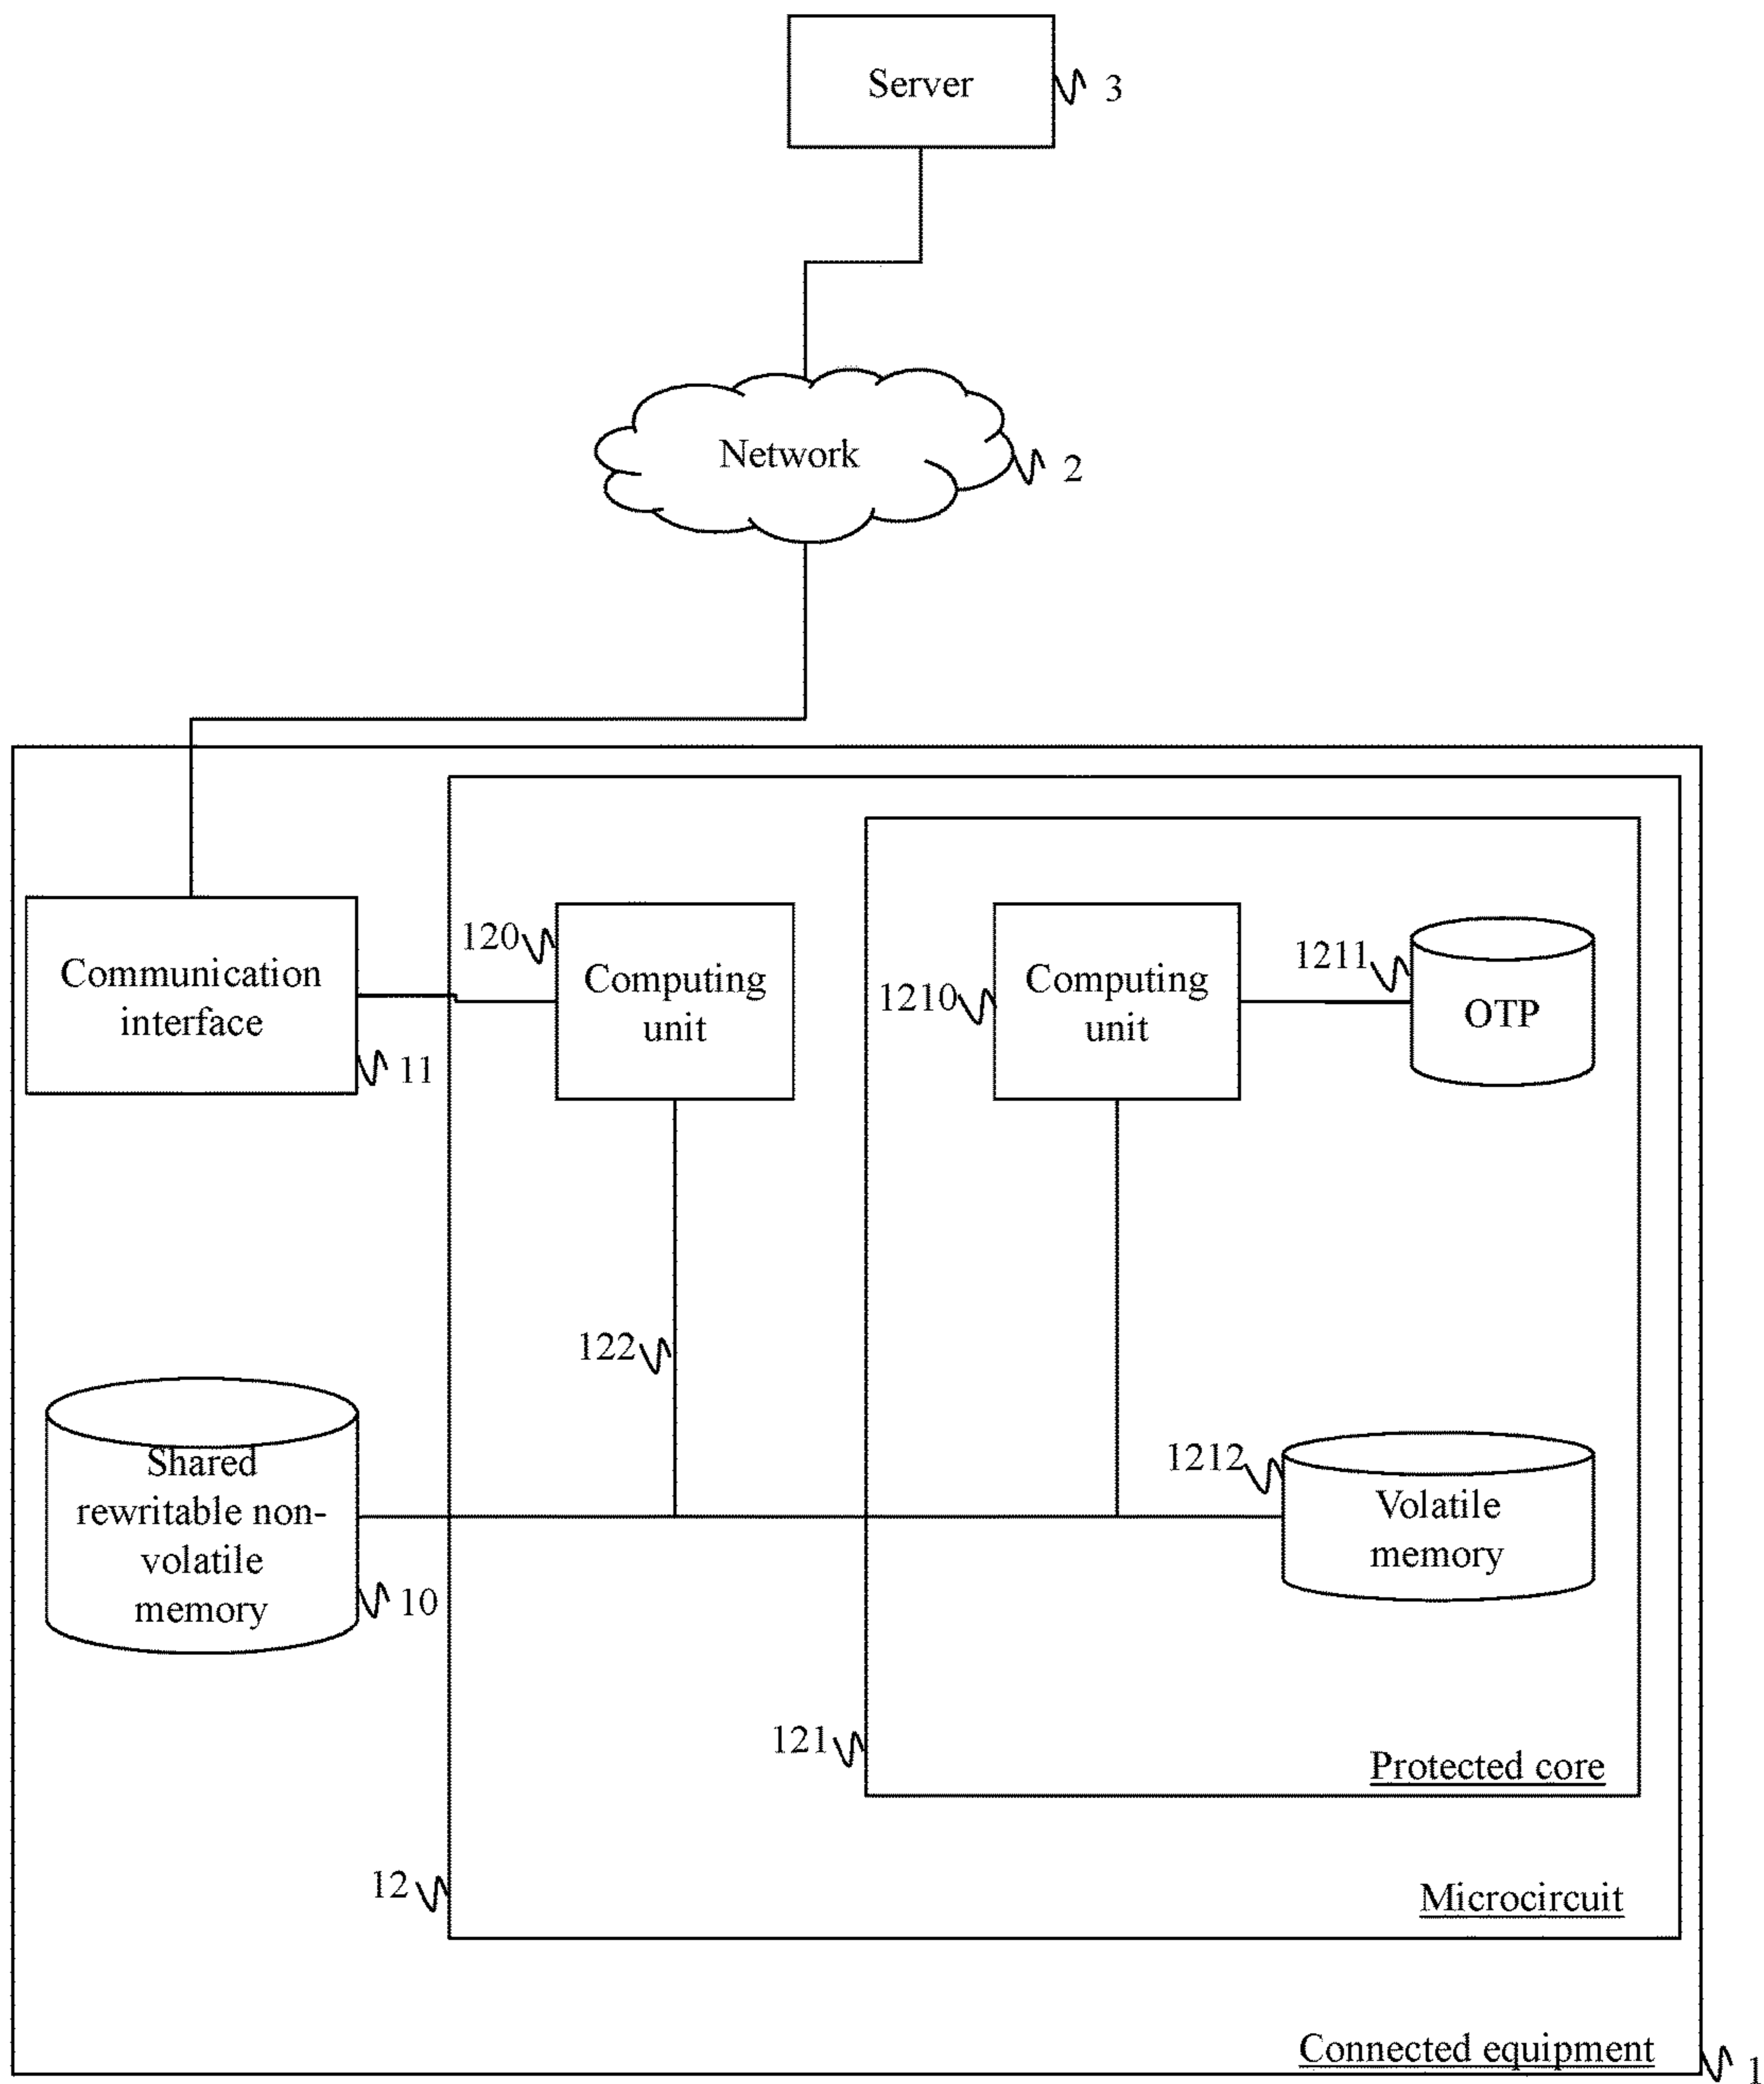 Server
3
Network
2
120
Computing
unit
1210
Computing
unit
1211
OTP
Communication
interface
11
122
Shared
rewritable non-
volatile
memory
10
1212
Volatile
memory
121
Protected core
12
Microcircuit
Connected equipment
1